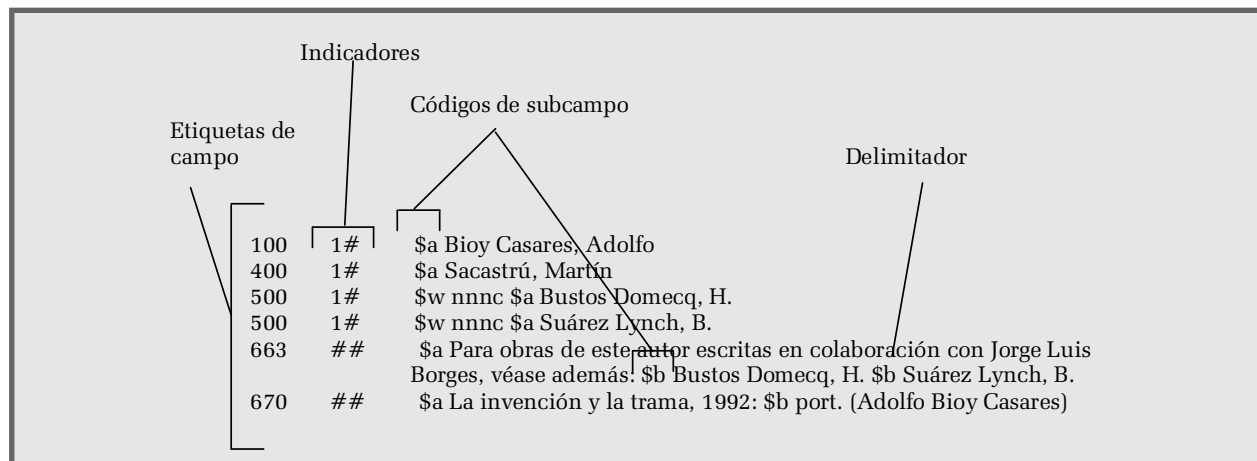 Indicadores
Códigos de subcampo
Etiquetas de
campo
Delimitador
100 1# $a Bioy Casares, Adolfo
400 1# $a Sacastrú, Martín
500 1# $w nnnc $a Bustos Domecq, H.
500 1# $w nnnc $a Suárez Lynch, B.
663 ## $a Para obras de este autor escritas en colaboración con Jorge Luis
Borges, véase además: $b Bustos Domecq, H. $b Suárez Lynch, B.
670 ## $a La invención y la trama, 1992: $b port. (Adolfo Bioy Casares)